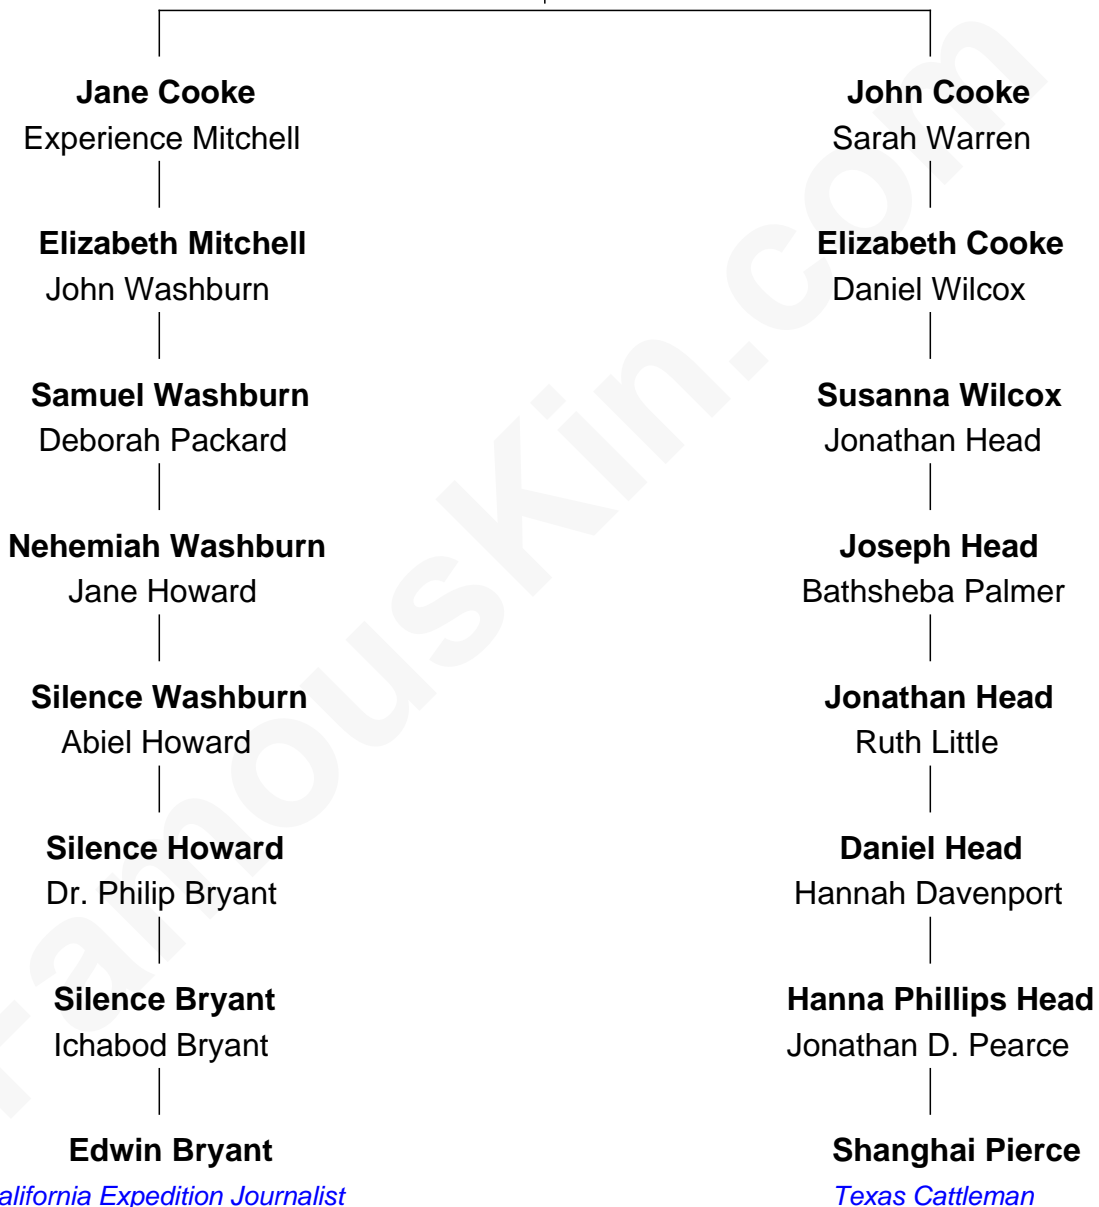 Jane Cooke
Experience Mitchell
Elizabeth Mitchell
John Washburn
Samuel Washburn
Deborah Packard
Nehemiah Washburn
Jane Howard
Silence Washburn
Abiel Howard
Silence Howard
Dr. Philip Bryant
Silence Bryant
Ichabod Bryant
Edwin Bryant
alifornia Expedition Journalist
John Cooke
Sarah Warren
Elizabeth Cooke
Daniel Wilcox
Susanna Wilcox
Jonathan Head
Joseph Head
Bathsheba Palmer
Jonathan Head
Ruth Little
Daniel Head
Hannah Davenport
Hanna Phillips Head
Jonathan D. Pearce
Shanghai Pierce
Texas Cattleman
FamousKin.com